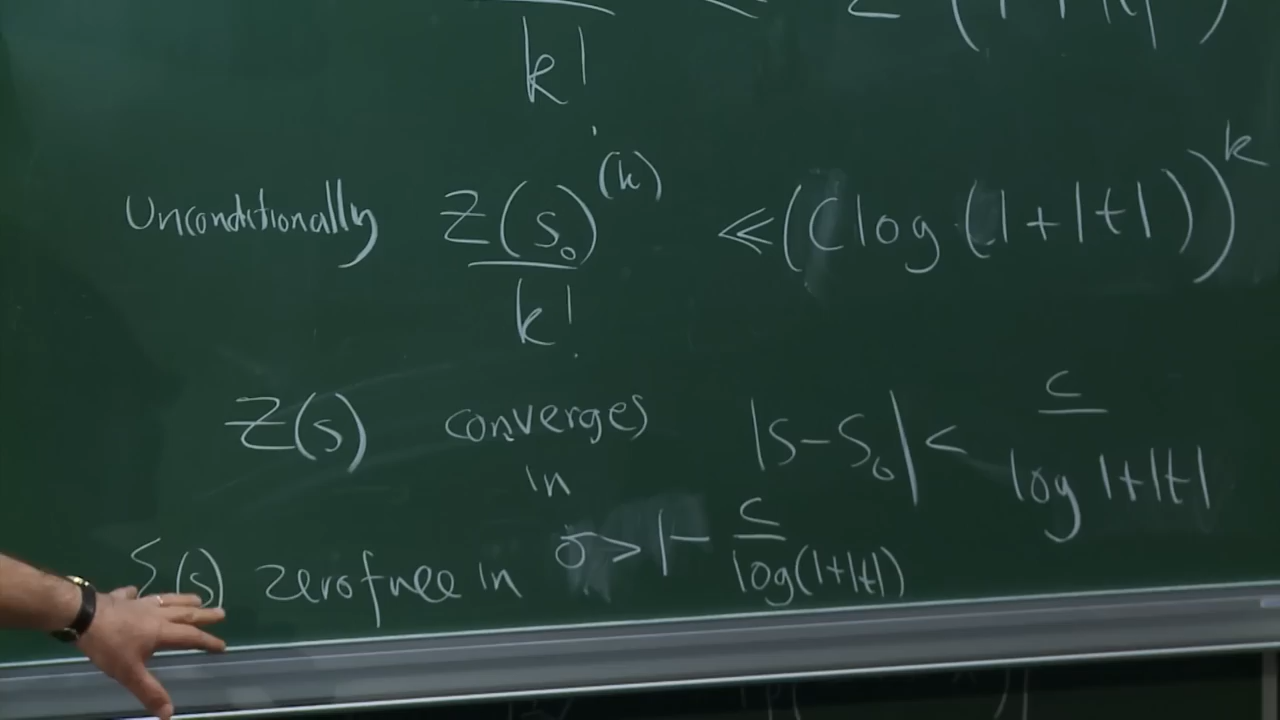 k!
Unconditionally Z(s₀)^(k) / k! ≪ (C log (1+|t|))^k
Z(s) converges in |s-s₀| < c / log 1+|t|
ζ(s) zerofree in σ > 1 - c / log(1+|t|)